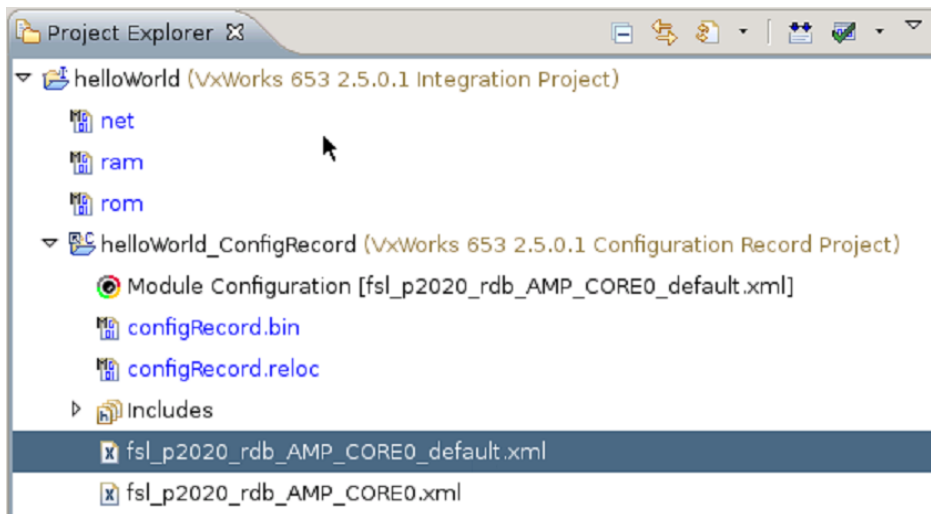 Project Explorer
helloWorld (VxWorks 653 2.5.0.1 Integration Project)
net
ram
rom
helloWorld_ConfigRecord (VxWorks 653 2.5.0.1 Configuration Record Project)
Module Configuration [fsl_p2020_rdb_AMP_CORE0_default.xml]
configRecord.bin
configRecord.reloc
Includes
fsl_p2020_rdb_AMP_CORE0_default.xml
fsl_p2020_rdb_AMP_CORE0.xml